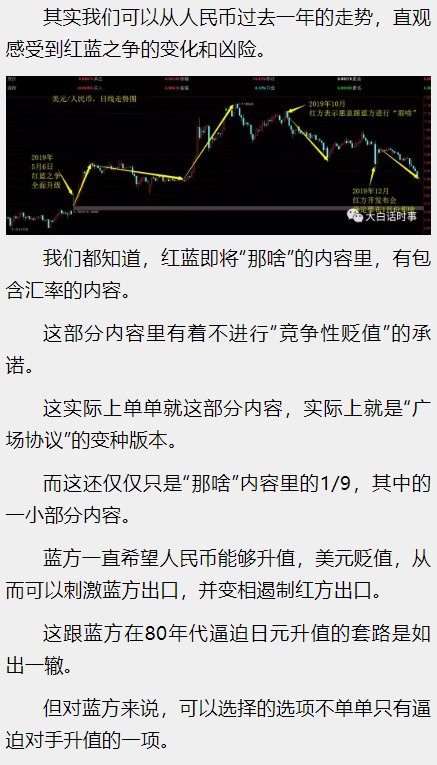 其实我们可以从人民币过去一年的走势，直观
感受到红蓝之争的变化和凶险。
美元/人民币，日线走势图
2019年10月
红方表示愿意跟蓝方进行“那啥”
2019年
5月6日
红蓝之争
全面升级
2019年12月
红方开发布会
大白话时事
我们都知道，红蓝即将“那啥”的内容里，有包
含汇率的内容。
这部分内容里有着不进行“竞争性贬值”的承
诺。
这实际上单单就这部分内容，实际上就是“广
场协议”的变种版本。
而这还仅仅只是“那啥”内容里的1/9，其中的
一小部分内容。
蓝方一直希望人民币能够升值，美元贬值，从
而可以刺激蓝方出口，并变相遏制红方出口。
这跟蓝方在80年代逼迫日元升值的套路是如
出一辙。
但对蓝方来说，可以选择的选项不单单只有逼
迫对手升值的一项。